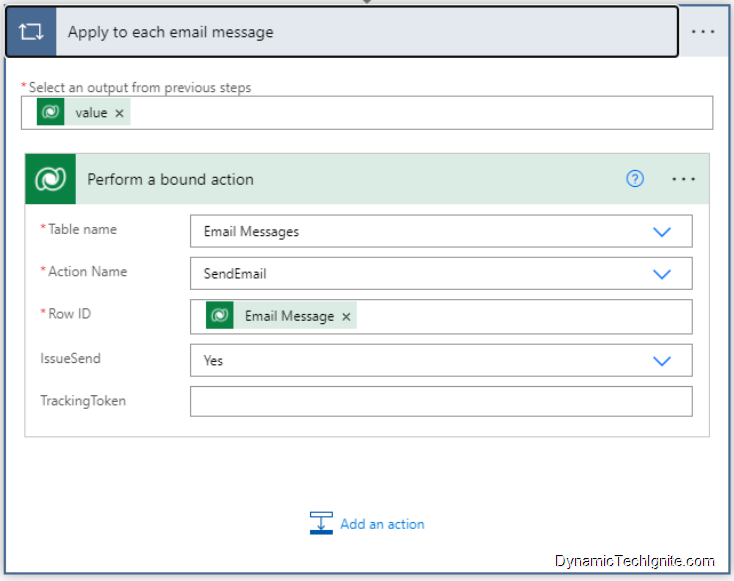 Apply to each email message
* Select an output from previous steps
value ×
Perform a bound action
?
* Table name
Email Messages
* Action Name
SendEmail
* Row ID
Email Message ×
IssueSend
Yes
TrackingToken
Add an action
DynamicTechIgnite.com